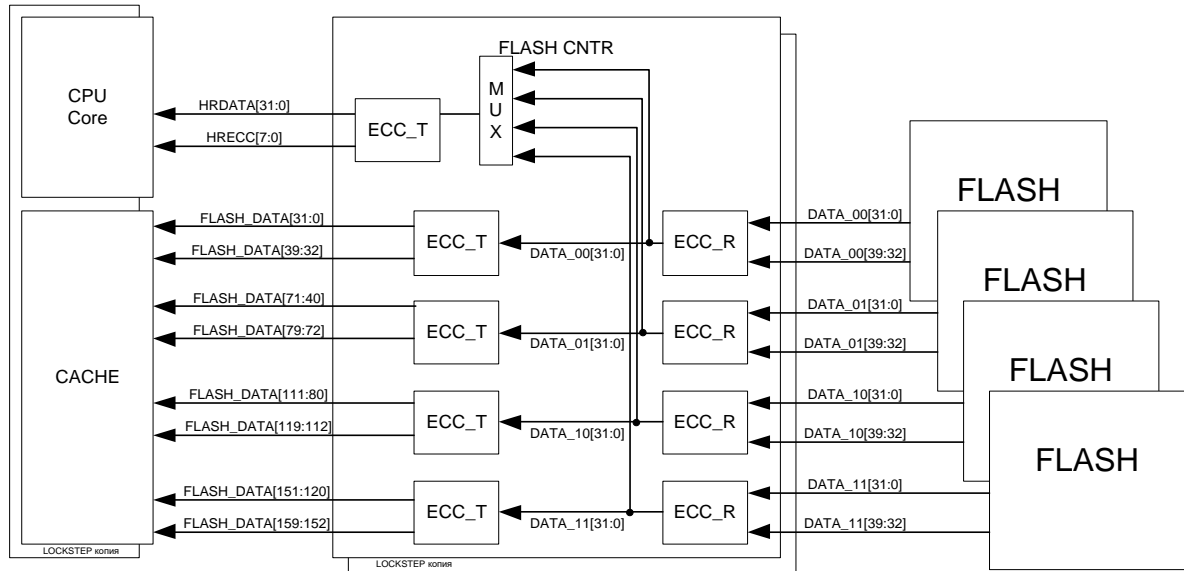 FLASH CNTR
CPU
Core
HRDATA[31:0]
HRECC[7:0]
ECC_T
M
U
X
FLASH
FLASH_DATA[31:0]
FLASH_DATA[39:32]
ECC_T
DATA_00[31:0]
ECC_R
DATA_00[31:0]
DATA_00[39:32]
FLASH
FLASH_DATA[71:40]
FLASH_DATA[79:72]
ECC_T
DATA_01[31:0]
ECC_R
DATA_01[31:0]
DATA_01[39:32]
FLASH
CACHE
FLASH_DATA[111:80]
FLASH_DATA[119:112]
ECC_T
DATA_10[31:0]
ECC_R
DATA_10[31:0]
DATA_10[39:32]
FLASH
FLASH_DATA[151:120]
FLASH_DATA[159:152]
ECC_T
DATA_11[31:0]
ECC_R
DATA_11[31:0]
DATA_11[39:32]
LOCKSTEP копия
LOCKSTEP копия